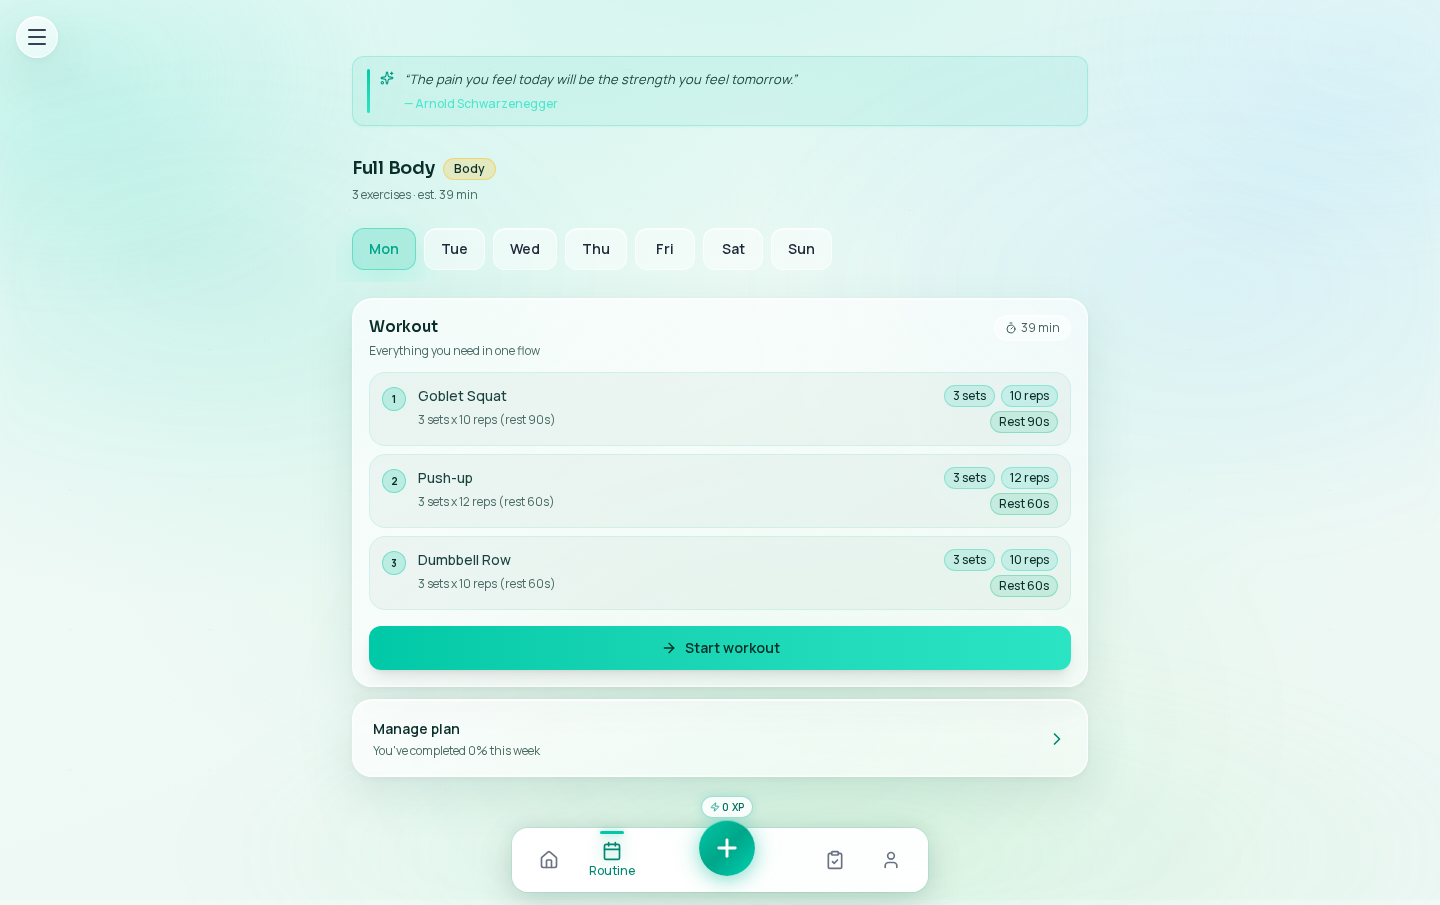 “The pain you feel today will be the strength you feel tomorrow.”
— Arnold Schwarzenegger
Full Body Body
3 exercises · est. 39 min
Mon Tue Wed Thu Fri Sat Sun
Workout
39 min
Everything you need in one flow
1 Goblet Squat 3 sets 10 reps
3 sets x 10 reps (rest 90s) Rest 90s
2 Push-up 3 sets 12 reps
3 sets x 12 reps (rest 60s) Rest 60s
3 Dumbbell Row 3 sets 10 reps
3 sets x 10 reps (rest 60s) Rest 60s
Start workout
Manage plan
You've completed 0% this week
0 XP
Routine